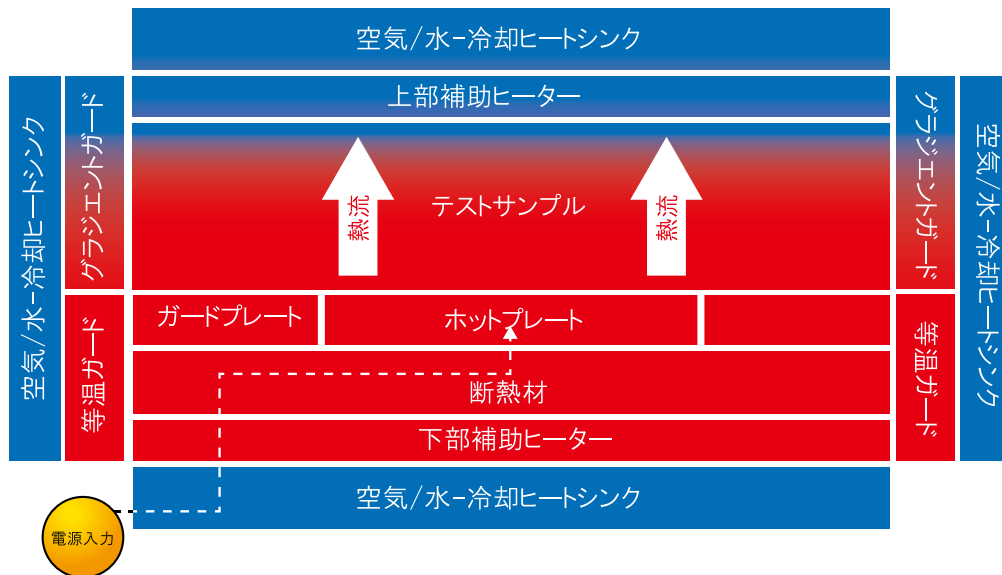 空気/水-冷却ヒートシンク
上部補助ヒーター
空気/水-冷却ヒートシンク
グラジエントガード
熱流
テストサンプル
熱流
グラジエントガード
空気/水-冷却ヒートシンク
等温ガード
ガードプレート
ホットプレート
等温ガード
断熱材
下部補助ヒーター
空気/水-冷却ヒートシンク
電源入力